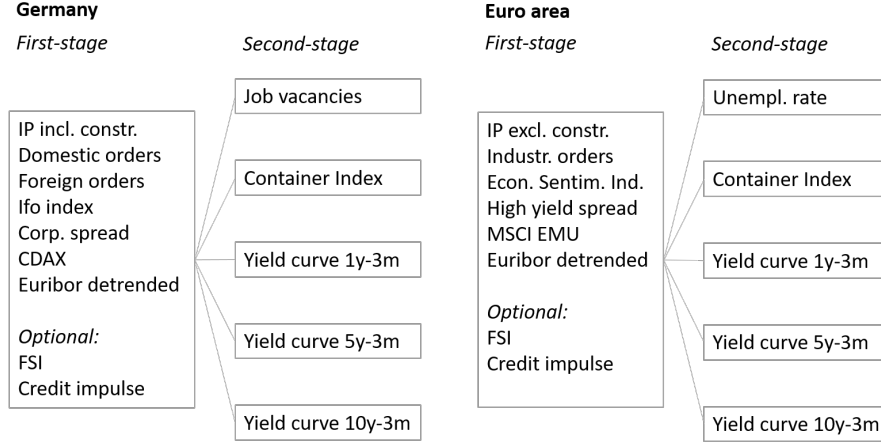 Germany
First-stage
Second-stage
IP incl. constr.
Domestic orders
Foreign orders
Ifo index
Corp. spread
CDAX
Euribor detrended
Optional:
FSI
Credit impulse
Job vacancies
Container Index
Yield curve 1y-3m
Yield curve 5y-3m
Yield curve 10y-3m
Euro area
First-stage
Second-stage
IP excl. constr.
Industr. orders
Econ. Sentim. Ind.
High yield spread
MSCI EMU
Euribor detrended
Optional:
FSI
Credit impulse
Unempl. rate
Container Index
Yield curve 1y-3m
Yield curve 5y-3m
Yield curve 10y-3m